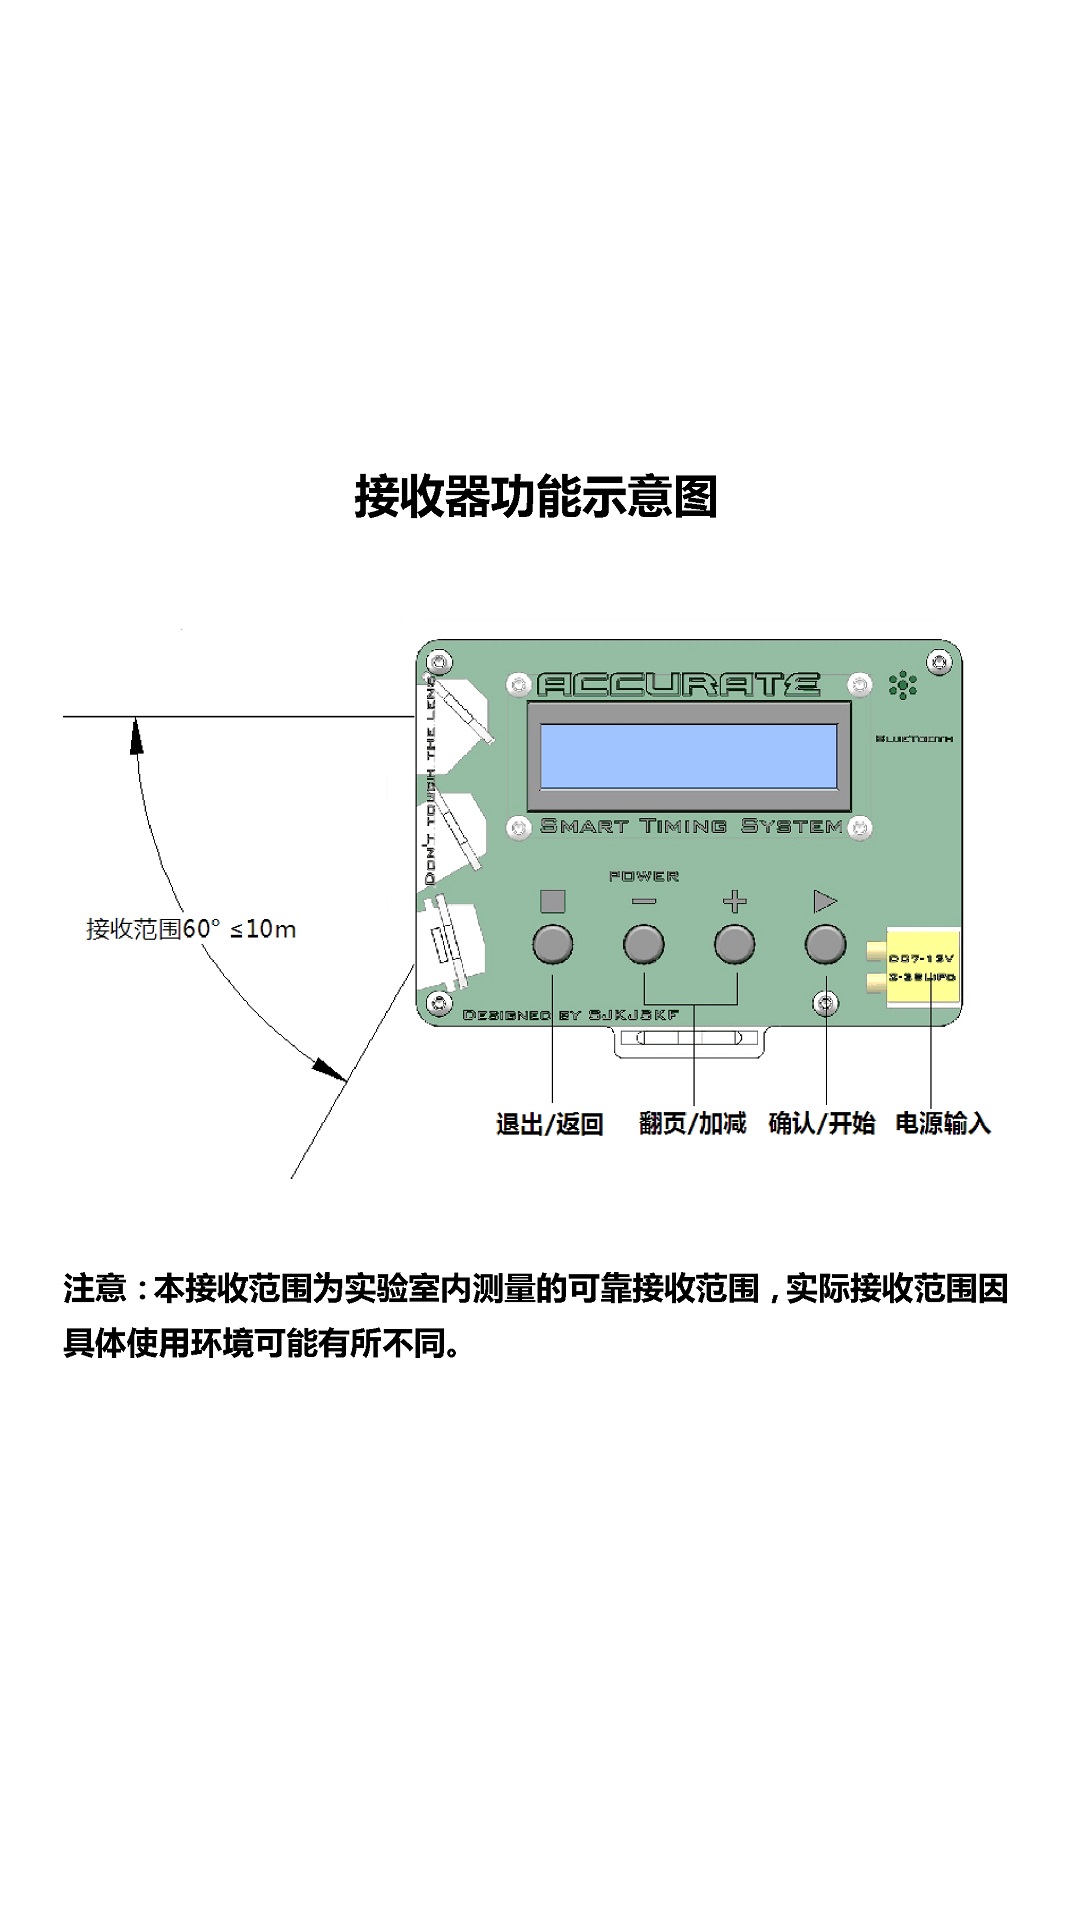 接收器功能示意图
ACCURATE
BLUETOOTH
DON'T TOUGH THE LENS
SMART TIMING SYSTEM
POWER
接收范围60° ≤10m
DC7-13V
2-3S LIPO
DESIGNED BY SJKJSKF
退出/返回 翻页/加减 确认/开始 电源输入
注意：本接收范围为实验室内测量的可靠接收范围，实际接收范围因
具体使用环境可能有所不同。